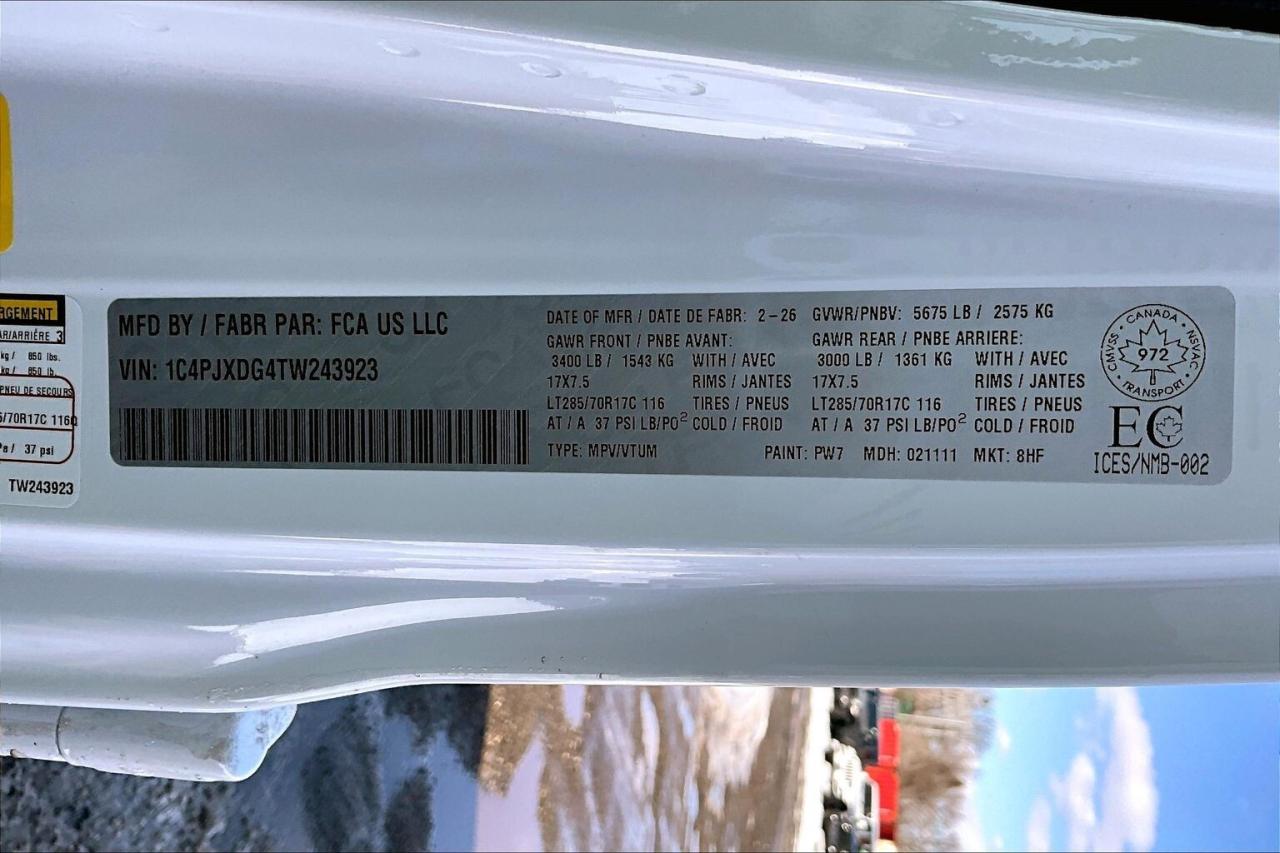 RGEMENT
AR/ARRIÈRE 3
kg / 850 lbs.
kg / 850 lb.
PNEU DE SECOURS
/70R17C 116
/ 37 psi
TW243923
MFD BY / FABR PAR: FCA US LLC
VIN: 1C4PJXDG4TW243923
DATE OF MFR / DATE DE FABR: 2-26 GVWR/PNBV: 5675 LB / 2575 KG
GAWR FRONT / PNBE AVANT: GAWR REAR / PNBE ARRIERE:
3400 LB / 1543 KG WITH / AVEC 3000 LB / 1361 KG WITH / AVEC
17X7.5 RIMS / JANTES 17X7.5 RIMS / JANTES
LT285/70R17C 116 TIRES / PNEUS LT285/70R17C 116 TIRES / PNEUS
AT / A 37 PSI LB/PO² COLD / FROID AT / A 37 PSI LB/PO² COLD / FROID
TYPE: MPV/VTUM PAINT: PW7 MDH: 021111 MKT: 8HF
CANADA
CMVSS 972 NSVAC
TRANSPORT
EC
ICES/NMB-002